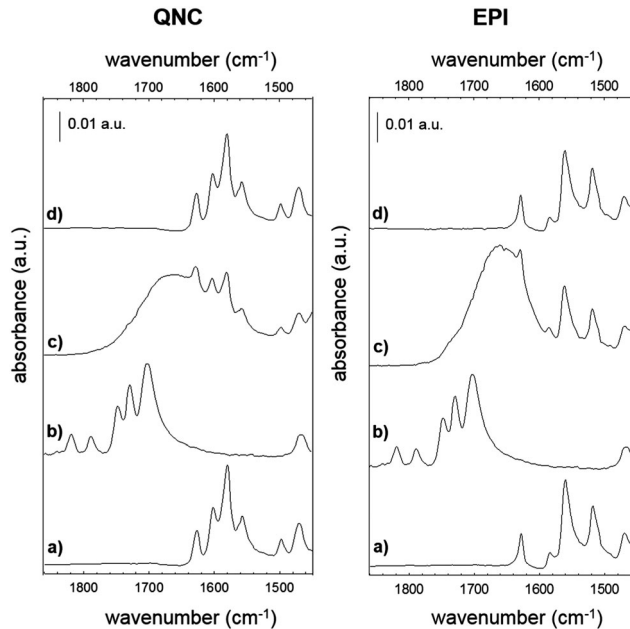 QNC
EPI
wavenumber (cm-1)
wavenumber (cm-1)
1800 1700 1600 1500
1800 1700 1600 1500
0.01 a.u.
0.01 a.u.
absorbance (a.u.)
absorbance (a.u.)
d)
c)
b)
a)
d)
c)
b)
a)
1800 1700 1600 1500
1800 1700 1600 1500
wavenumber (cm-1)
wavenumber (cm-1)